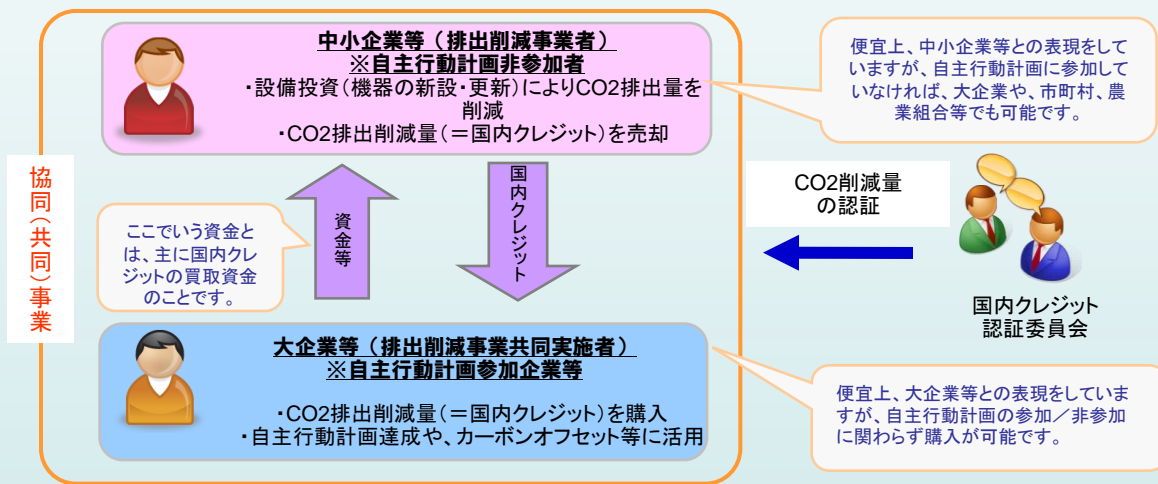 中小企業等（排出削減事業者）
※自主行動計画非参加者
・設備投資（機器の新設・更新）によりCO2排出量を
削減
・CO2排出削減量（＝国内クレジット）を売却
便宜上、中小企業等との表現をして
いますが、自主行動計画に参加して
いなければ、大企業や、市町村、農
業組合等でも可能です。
協同（共同）事業
ここでいう資金と
は、主に国内クレ
ジットの買取資金
のことです。
資金等
国内クレジット
CO2削減量
の認証
国内クレジット
認証委員会
大企業等（排出削減事業共同実施者）
※自主行動計画参加企業等
・CO2排出削減量（＝国内クレジット）を購入
・自主行動計画達成や、カーボンオフセット等に活用
便宜上、大企業等との表現をしていま
すが、自主行動計画の参加／非参加
に関わらず購入が可能です。